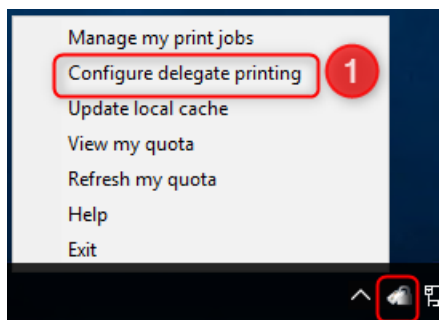 Manage my print jobs
Configure delegate printing
1
Update local cache
View my quota
Refresh my quota
Help
Exit